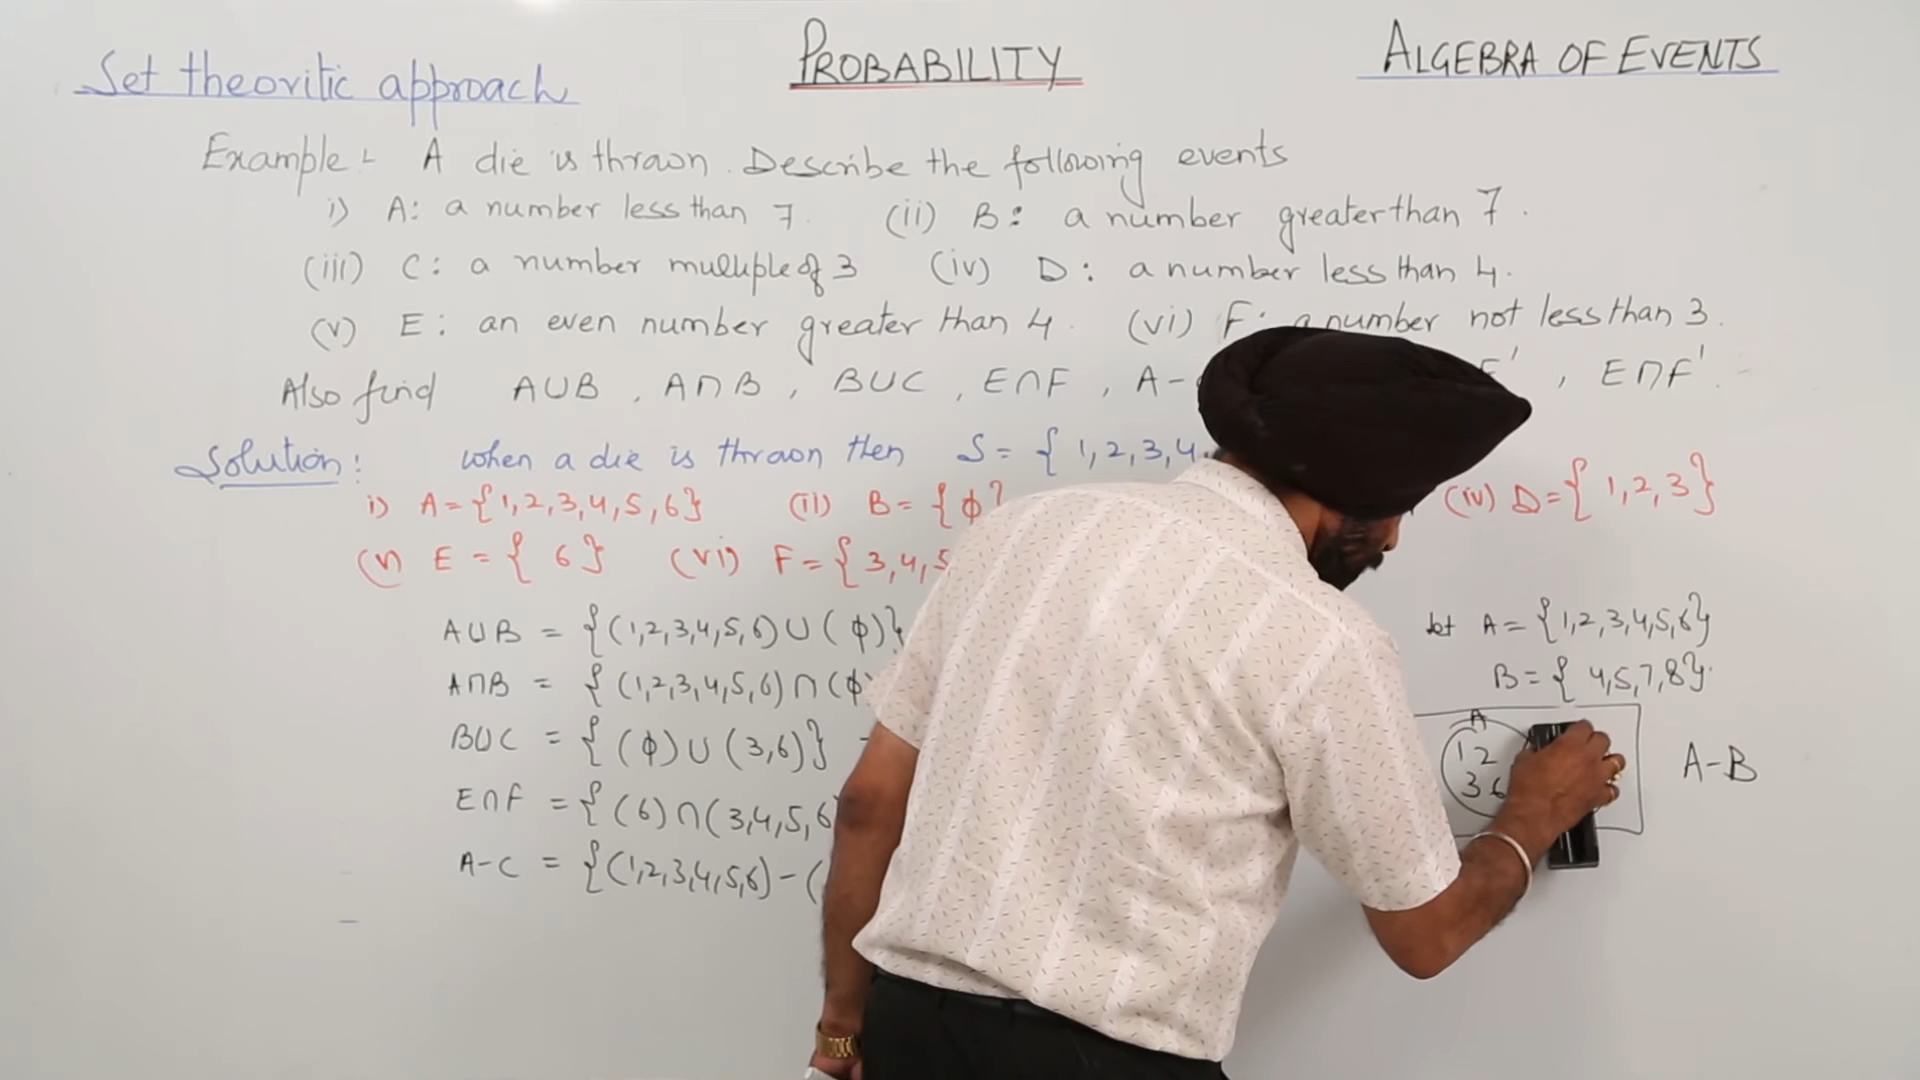 Set theoritic approach
PROBABILITY
ALGEBRA OF EVENTS
Example :- A die is thrown. Describe the following events
i) A: a number less than 7. (ii) B: a number greater than 7.
(iii) C: a number multiple of 3 (iv) D: a number less than 4.
(v) E: an even number greater than 4. (vi) F: a number not less than 3.
Also find A∪B, A∩B, B∪C, E∩F, A- , E∩F'.
Solution: when a die is thrown then S = { 1,2,3,4,
i) A={1,2,3,4,5,6} (ii) B = {ϕ} (iv) D={ 1,2,3}
(v) E = { 6} (vi) F={3,4,5
A∪B = {(1,2,3,4,5,6)∪(ϕ)}
A∩B = {(1,2,3,4,5,6)∩(ϕ)
B∪C = {(ϕ)∪(3,6)}
E∩F = {(6)∩(3,4,5,6
A-C = {(1,2,3,4,5,6)-(
let A={1,2,3,4,5,6}
B={ 4,5,7,8}.
A
1 2
3 6
A-B